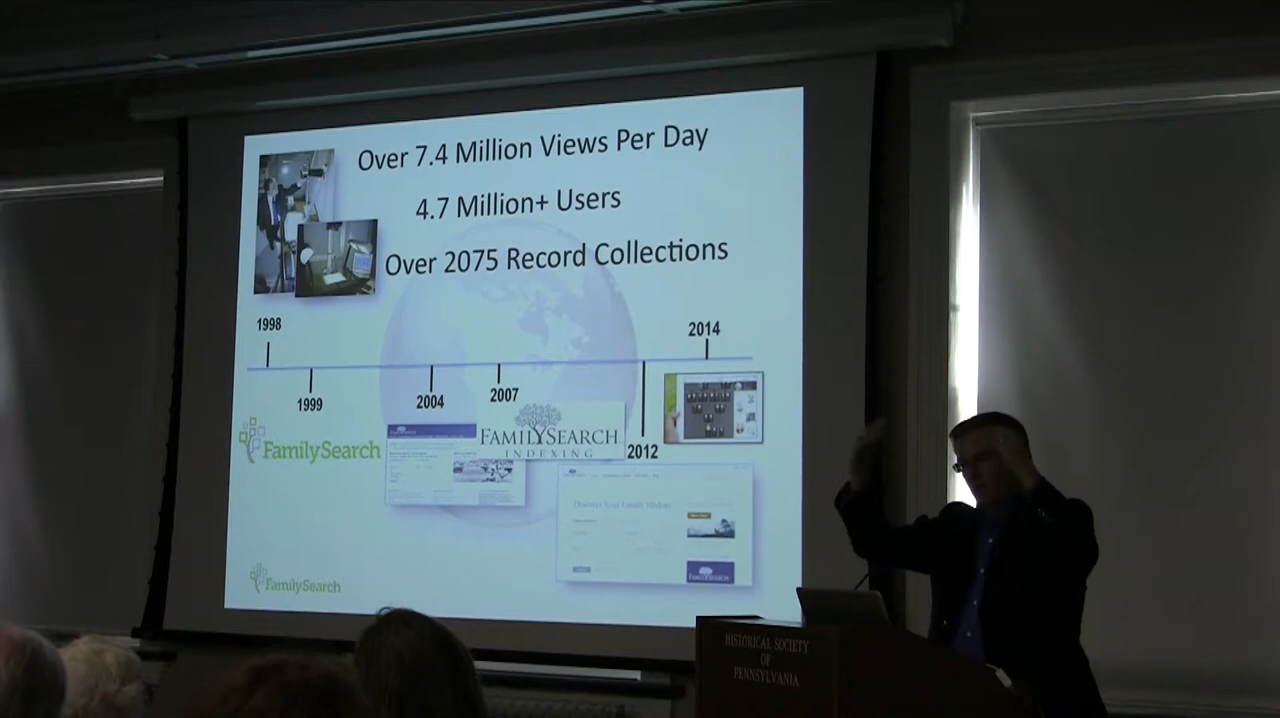 Over 7.4 Million Views Per Day
4.7 Million+ Users
Over 2075 Record Collections
1998
2014
1999
2004
2007
2012
FamilySearch
FAMILYSEARCH
INDEXING
Discover Your Family History
FAMILYSEARCH
FamilySearch
HISTORICAL SOCIETY
OF
PENNSYLVANIA